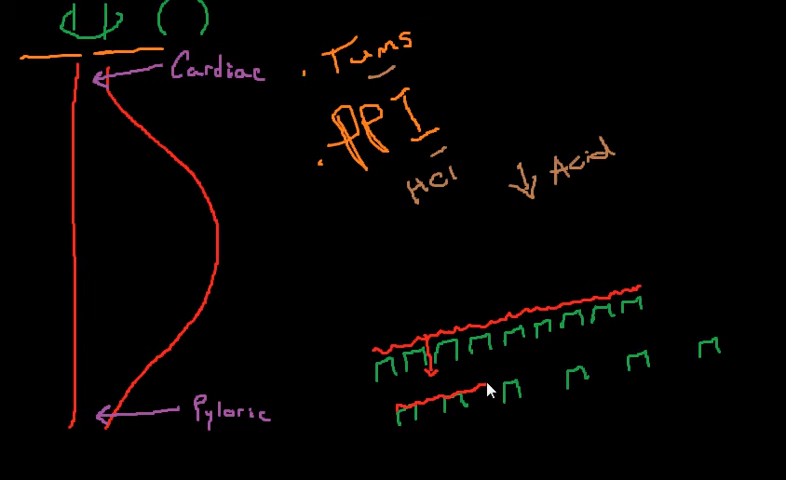 Cardiac
. Tums
. PPI
HCl
↓ Acid
Pyloric